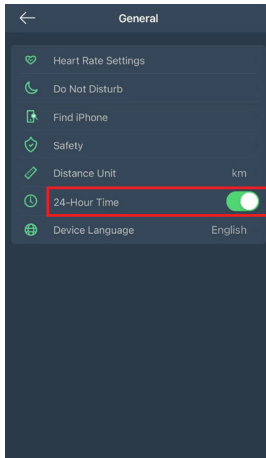 General
Heart Rate Settings
Do Not Disturb
Find iPhone
Safety
Distance Unit km
24-Hour Time
Device Language English